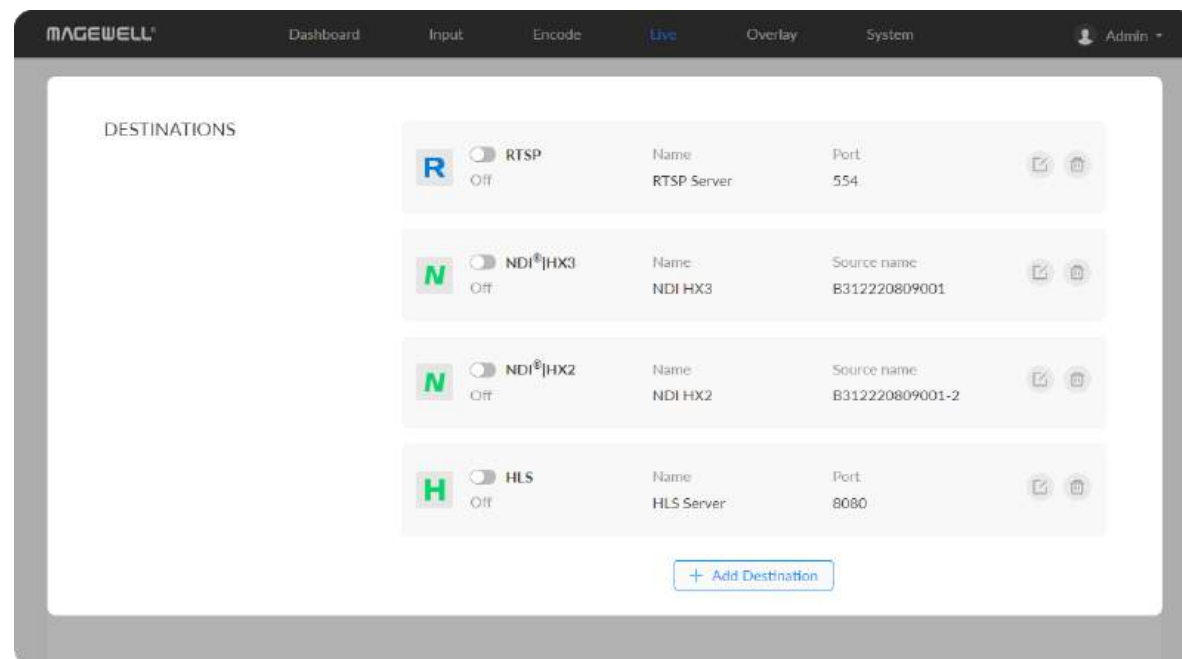 MAGEWELL® Dashboard Input Encode Live Overlay System Admin
DESTINATIONS
R RTSP Name Port
Off RTSP Server 554
N NDI®|HX3 Name Source name
Off NDI HX3 B312220809001
N NDI®|HX2 Name Source name
Off NDI HX2 B312220809001-2
H HLS Name Port
Off HLS Server 8080
+ Add Destination